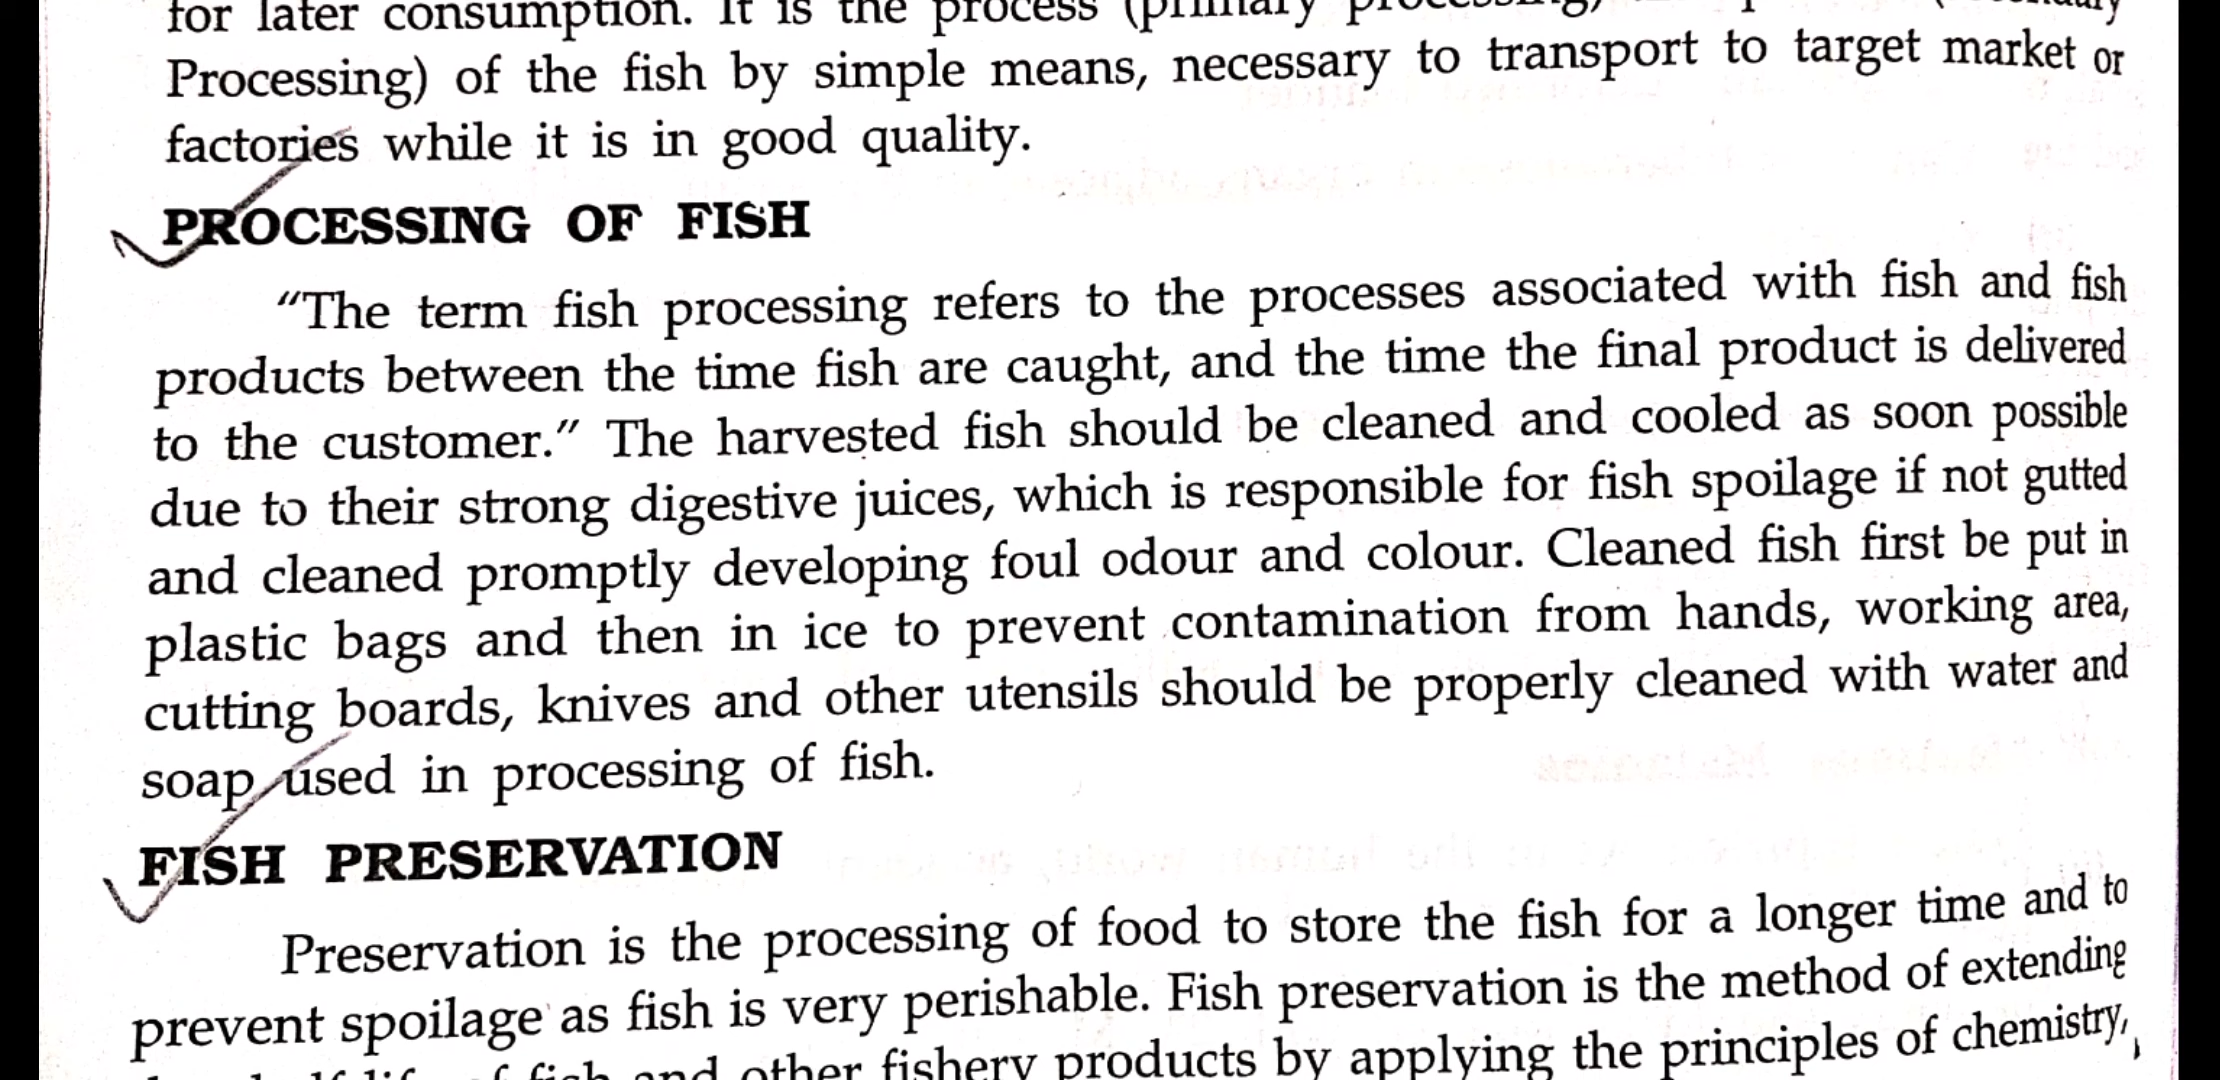 for later consumption. It is the process (primary
Processing) of the fish by simple means, necessary to transport to target market or
factories while it is in good quality.
PROCESSING OF FISH
"The term fish processing refers to the processes associated with fish and fish
products between the time fish are caught, and the time the final product is delivered
to the customer." The harvested fish should be cleaned and cooled as soon possible
due to their strong digestive juices, which is responsible for fish spoilage if not gutted
and cleaned promptly developing foul odour and colour. Cleaned fish first be put in
plastic bags and then in ice to prevent contamination from hands, working area,
cutting boards, knives and other utensils should be properly cleaned with water and
soap used in processing of fish.
FISH PRESERVATION
Preservation is the processing of food to store the fish for a longer time and to
prevent spoilage as fish is very perishable. Fish preservation is the method of extending
fish and other fishery products by applying the principles of chemistry,